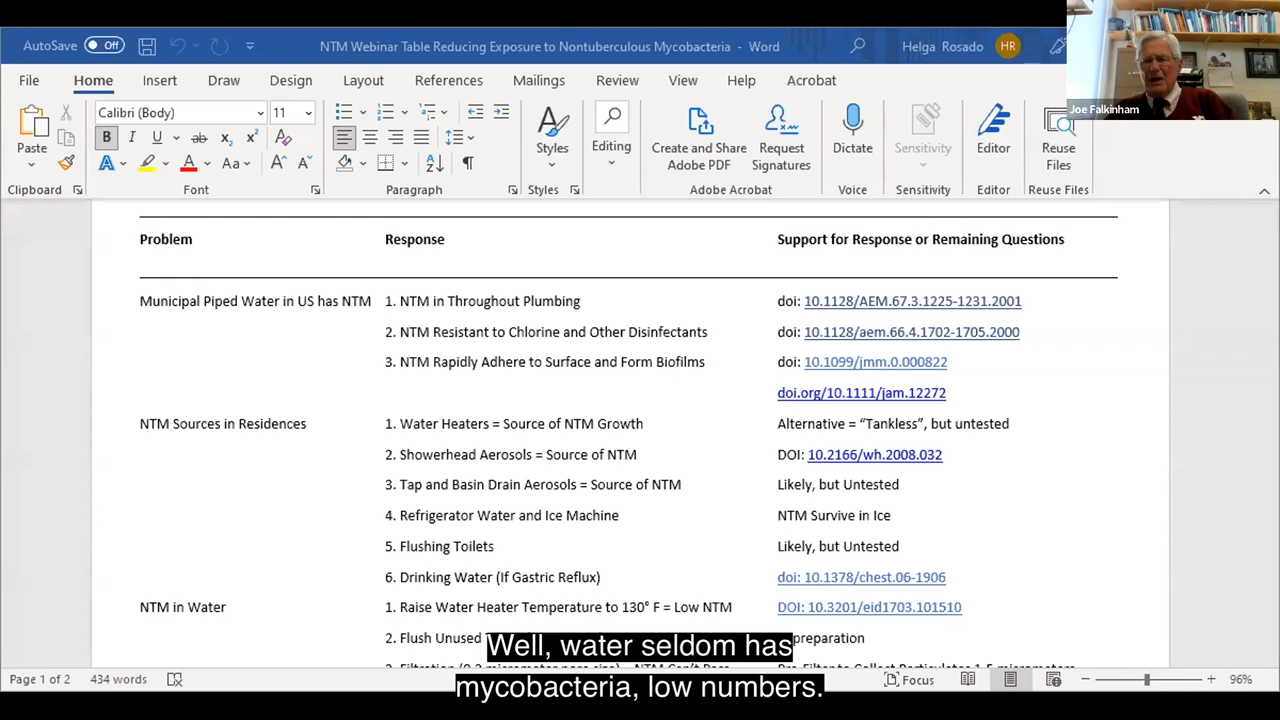 AutoSave Off
NTM Webinar Table Reducing Exposure to Nontuberculous Mycobacteria - Word
Helga Rosado HR
Joe Falkinham
File Home Insert Draw Design Layout References Mailings Review View Help Acrobat
Calibri (Body) 11
Paste
Styles
Editing
Create and Share Adobe PDF
Request Signatures
Dictate
Sensitivity
Editor
Reuse Files
Clipboard Font Paragraph Styles Adobe Acrobat Voice Sensitivity Editor Reuse Files
Problem Response Support for Response or Remaining Questions
Municipal Piped Water in US has NTM 1. NTM in Throughout Plumbing doi: 10.1128/AEM.67.3.1225-1231.2001
2. NTM Resistant to Chlorine and Other Disinfectants doi: 10.1128/aem.66.4.1702-1705.2000
3. NTM Rapidly Adhere to Surface and Form Biofilms doi: 10.1099/jmm.0.000822
doi.org/10.1111/jam.12272
NTM Sources in Residences 1. Water Heaters = Source of NTM Growth Alternative = “Tankless”, but untested
2. Showerhead Aerosols = Source of NTM DOI: 10.2166/wh.2008.032
3. Tap and Basin Drain Aerosols = Source of NTM Likely, but Untested
4. Refrigerator Water and Ice Machine NTM Survive in Ice
5. Flushing Toilets Likely, but Untested
6. Drinking Water (If Gastric Reflux) doi: 10.1378/chest.06-1906
NTM in Water 1. Raise Water Heater Temperature to 130° F = Low NTM DOI: 10.3201/eid1703.101510
2. Flush Unused preparation
Well, water seldom has
mycobacteria, low numbers.
Page 1 of 2 434 words Focus 96%